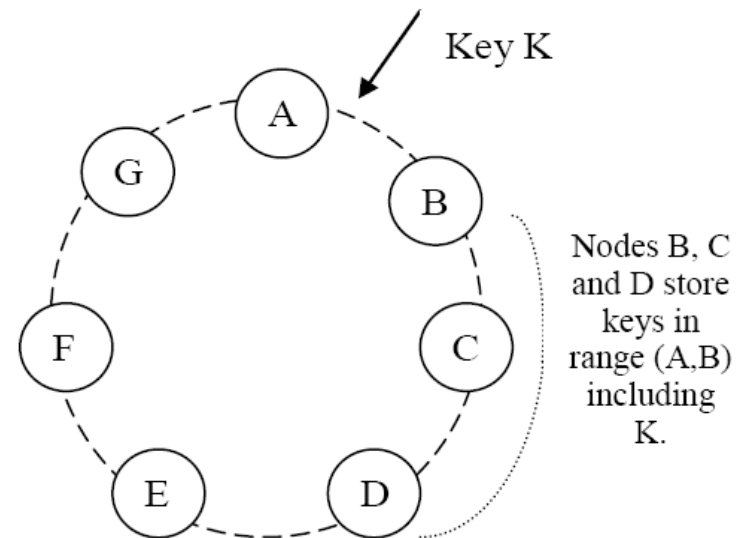 Key K
A
B
G
Nodes B, C
and D store
keys in
range (A,B)
including
K.
F
C
E
D